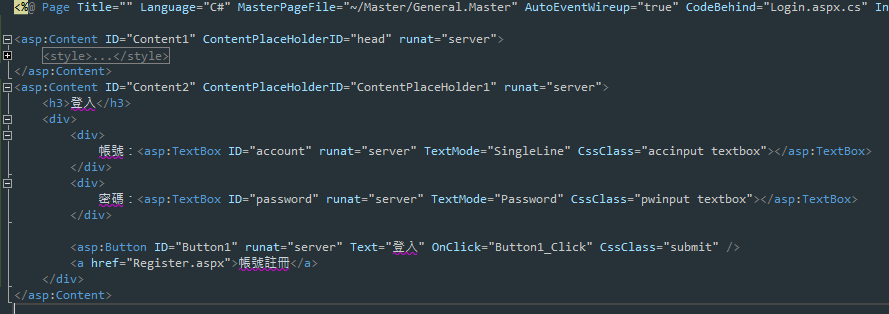 <%@ Page Title="" Language="C#" MasterPageFile="~/Master/General.Master" AutoEventWireup="true" CodeBehind="Login.aspx.cs" In
<asp:Content ID="Content1" ContentPlaceHolderID="head" runat="server">
<style>...</style>
</asp:Content>
<asp:Content ID="Content2" ContentPlaceHolderID="ContentPlaceHolder1" runat="server">
<h3>登入</h3>
<div>
<div>
帳號：<asp:TextBox ID="account" runat="server" TextMode="SingleLine" CssClass="accinput textbox"></asp:TextBox>
</div>
<div>
密碼：<asp:TextBox ID="password" runat="server" TextMode="Password" CssClass="pwinput textbox"></asp:TextBox>
</div>
<asp:Button ID="Button1" runat="server" Text="登入" OnClick="Button1_Click" CssClass="submit" />
<a href="Register.aspx">帳號註冊</a>
</div>
</asp:Content>